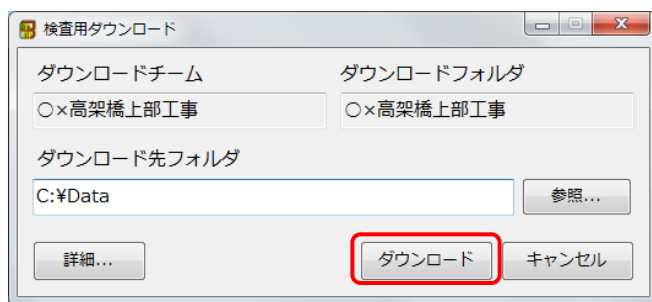 検査用ダウンロード
ダウンロードチーム ダウンロードフォルダ
○×高架橋上部工事 ○×高架橋上部工事
ダウンロード先フォルダ
C:¥Data 参照...
詳細... ダウンロード キャンセル